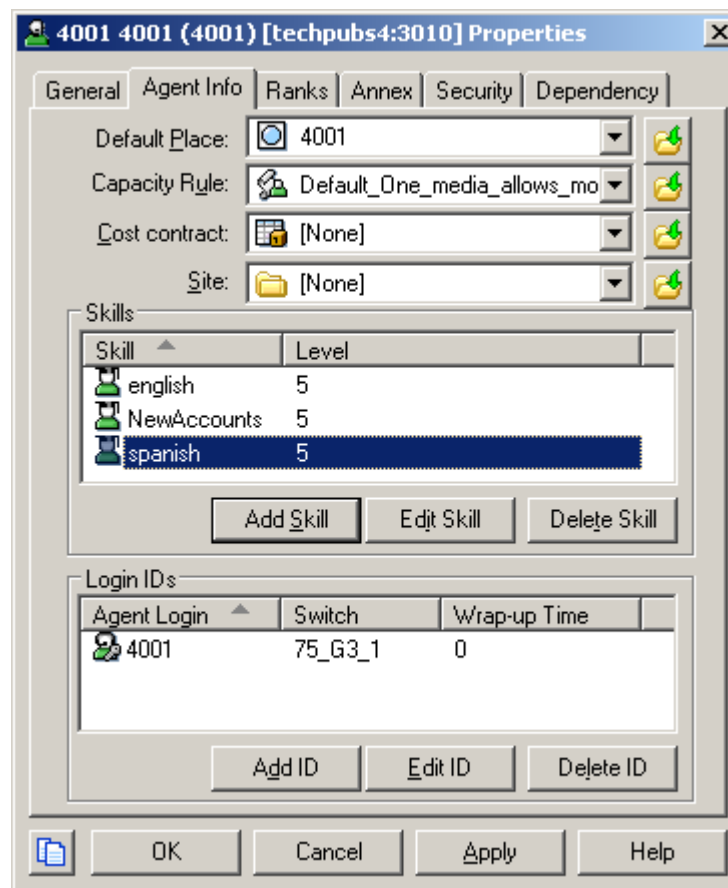 4001 4001 (4001) [techpubs4:3010] Properties
General Agent Info Ranks Annex Security Dependency
Default Place: 4001
Capacity Rule: Default_One_media_allows_mo
Cost contract: [None]
Site: [None]
Skills
Skill Level
english 5
NewAccounts 5
spanish 5
Add Skill Edit Skill Delete Skill
Login IDs
Agent Login Switch Wrap-up Time
4001 75_G3_1 0
Add ID Edit ID Delete ID
OK Cancel Apply Help